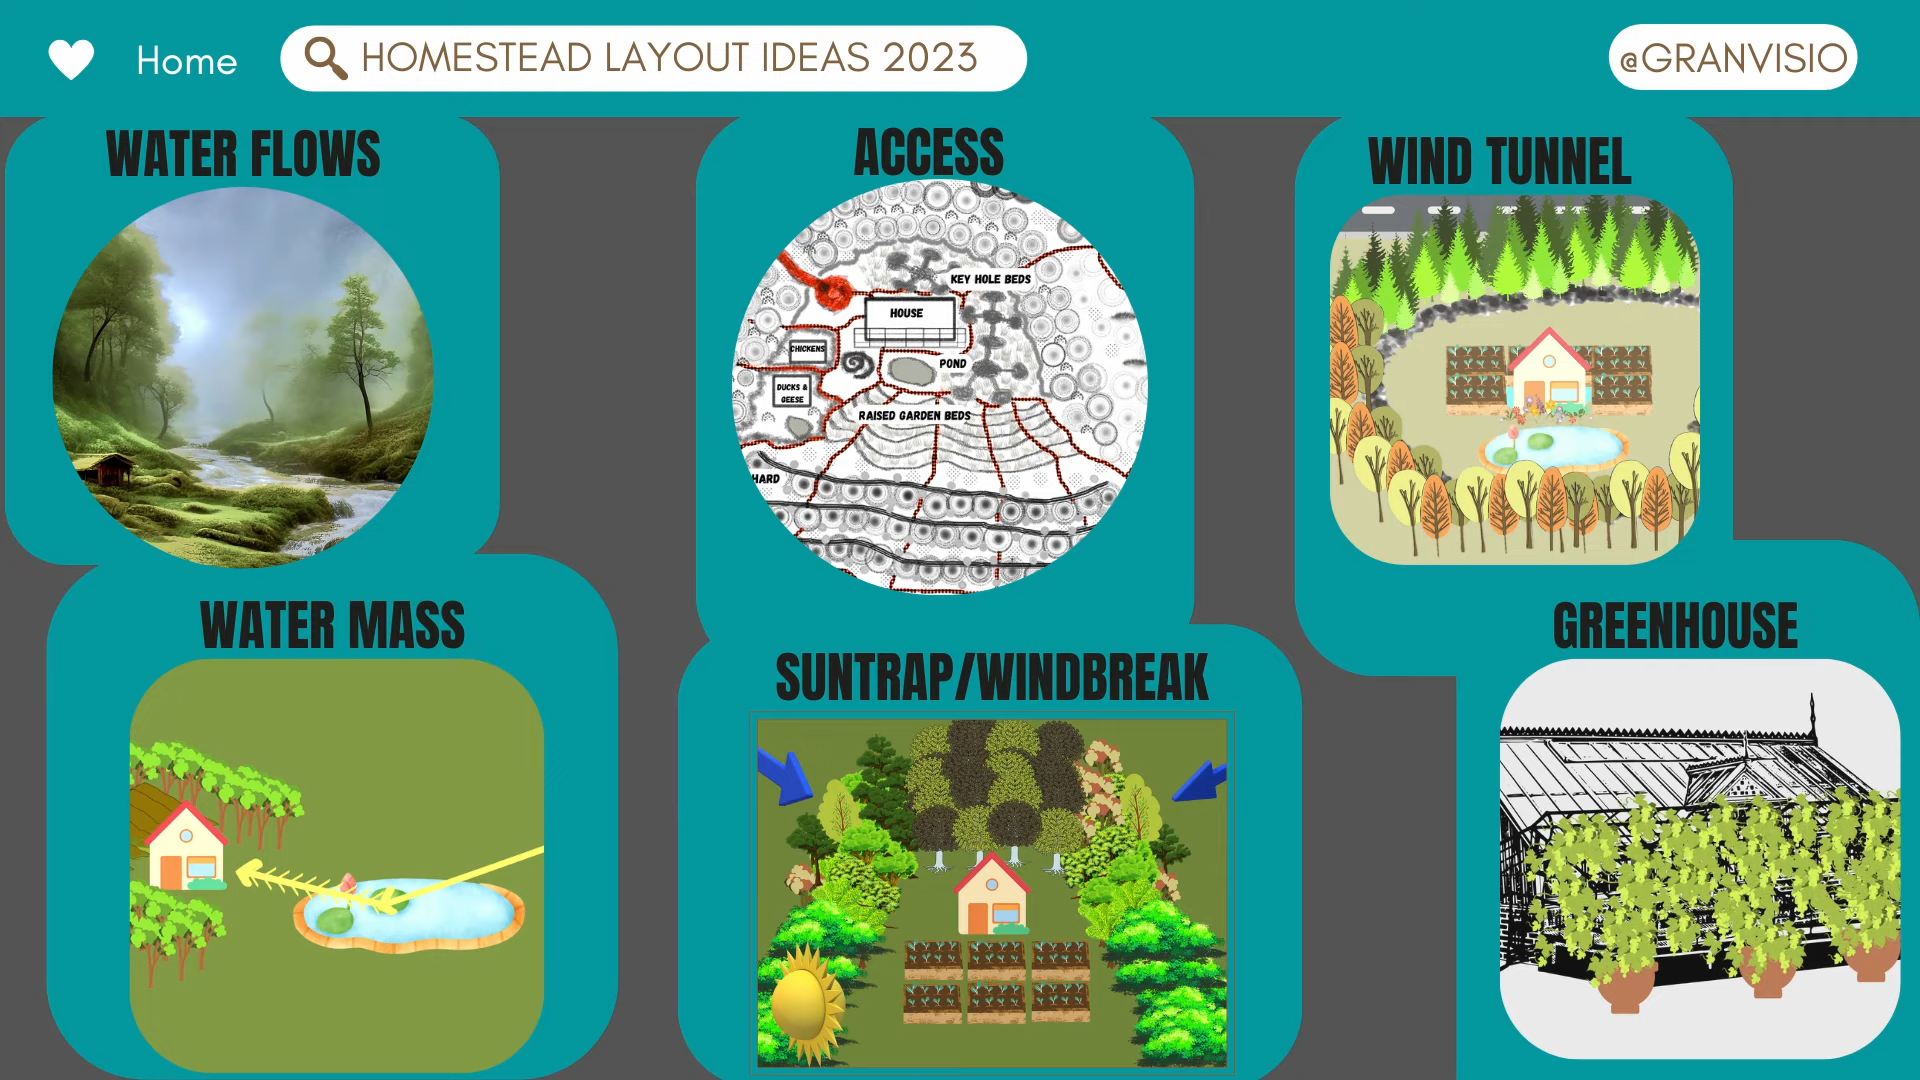 Home
HOMESTEAD LAYOUT IDEAS 2023
@GRANVISIO
WATER FLOWS
ACCESS
WIND TUNNEL
KEY HOLE BEDS
HOUSE
CHICKENS
POND
DUCKS &
GEESE
RAISED GARDEN BEDS
HARD
WATER MASS
SUNTRAP/WINDBREAK
GREENHOUSE